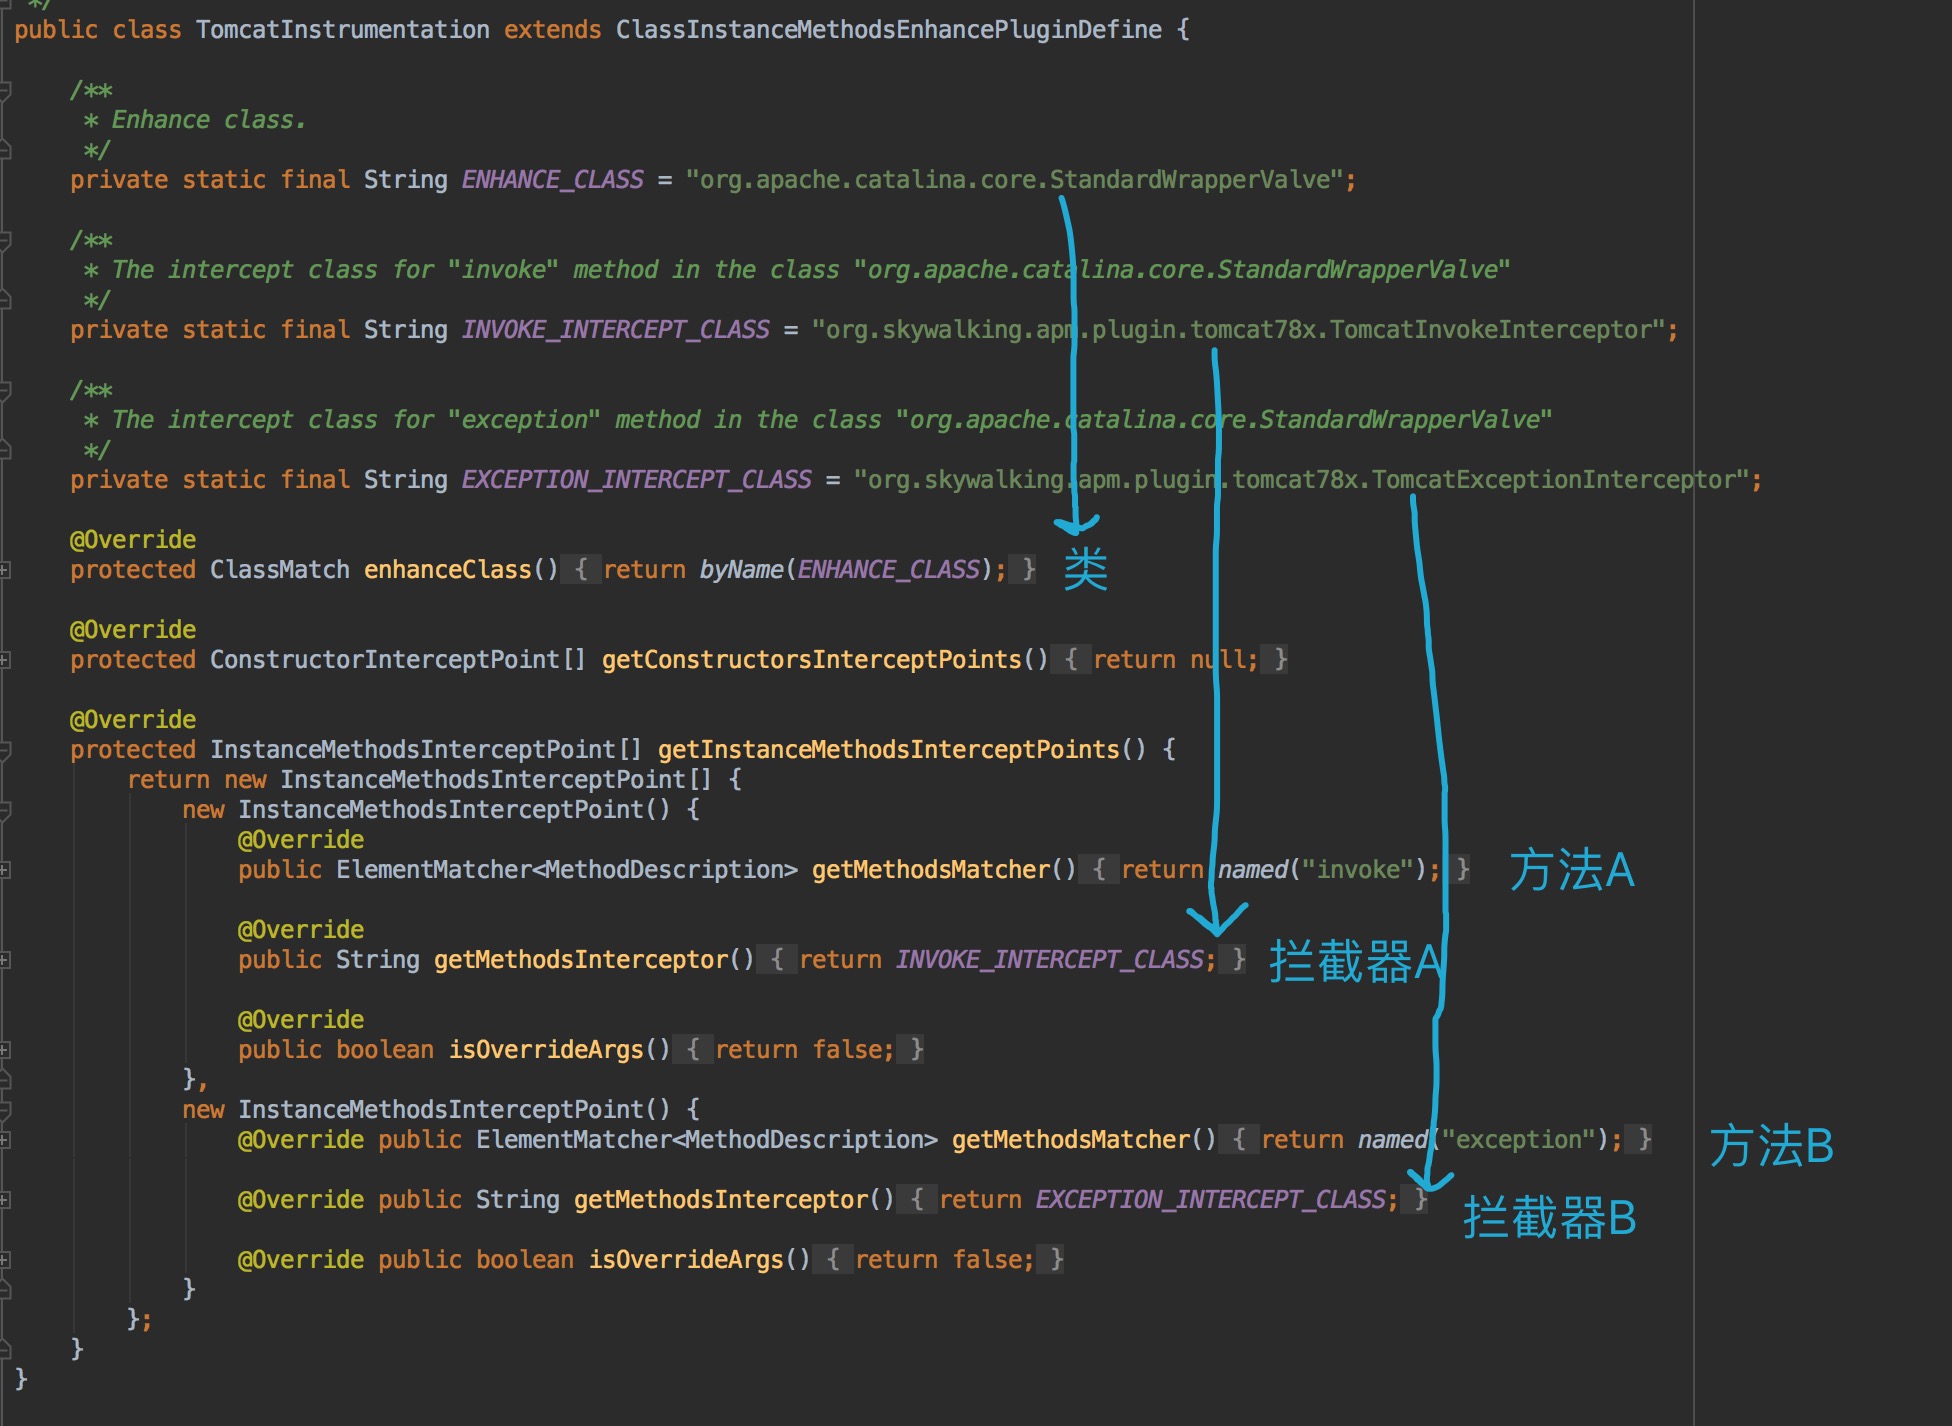 */
public class TomcatInstrumentation extends ClassInstanceMethodsEnhancePluginDefine {
/**
* Enhance class.
*/
private static final String ENHANCE_CLASS = "org.apache.catalina.core.StandardWrapperValve";
/**
* The intercept class for "invoke" method in the class "org.apache.catalina.core.StandardWrapperValve"
*/
private static final String INVOKE_INTERCEPT_CLASS = "org.skywalking.apm.plugin.tomcat78x.TomcatInvokeInterceptor";
/**
* The intercept class for "exception" method in the class "org.apache.catalina.core.StandardWrapperValve"
*/
private static final String EXCEPTION_INTERCEPT_CLASS = "org.skywalking.apm.plugin.tomcat78x.TomcatExceptionInterceptor";
@Override
protected ClassMatch enhanceClass() { return byName(ENHANCE_CLASS); } 类
@Override
protected ConstructorInterceptPoint[] getConstructorsInterceptPoints() { return null; }
@Override
protected InstanceMethodsInterceptPoint[] getInstanceMethodsInterceptPoints() {
return new InstanceMethodsInterceptPoint[] {
new InstanceMethodsInterceptPoint() {
@Override
public ElementMatcher<MethodDescription> getMethodsMatcher() { return named("invoke"); } 方法A
@Override
public String getMethodsInterceptor() { return INVOKE_INTERCEPT_CLASS; } 拦截器A
@Override
public boolean isOverrideArgs() { return false; }
},
new InstanceMethodsInterceptPoint() {
@Override public ElementMatcher<MethodDescription> getMethodsMatcher() { return named("exception"); } 方法B
@Override public String getMethodsInterceptor() { return EXCEPTION_INTERCEPT_CLASS; } 拦截器B
@Override public boolean isOverrideArgs() { return false; }
}
};
}
}